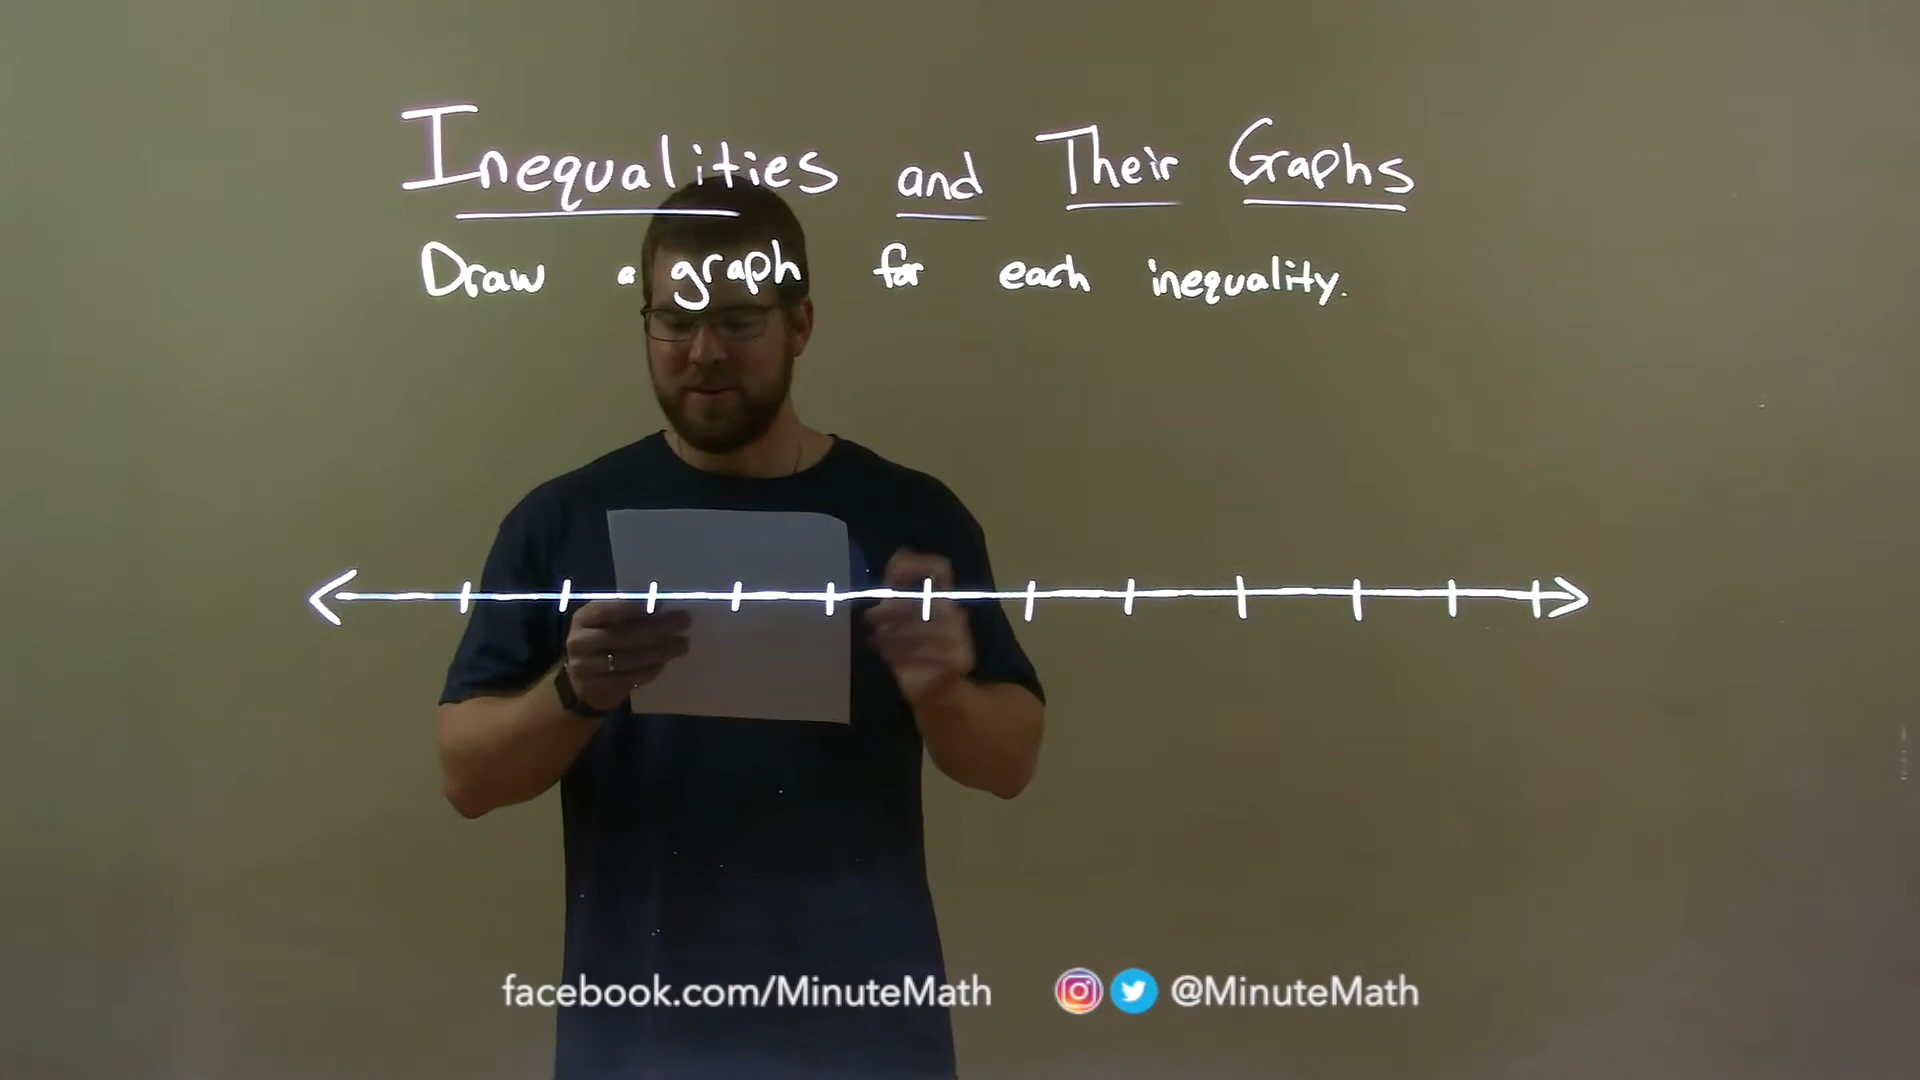 Inequalities and Their Graphs
Draw a graph for each inequality.
facebook.com/MinuteMath @MinuteMath